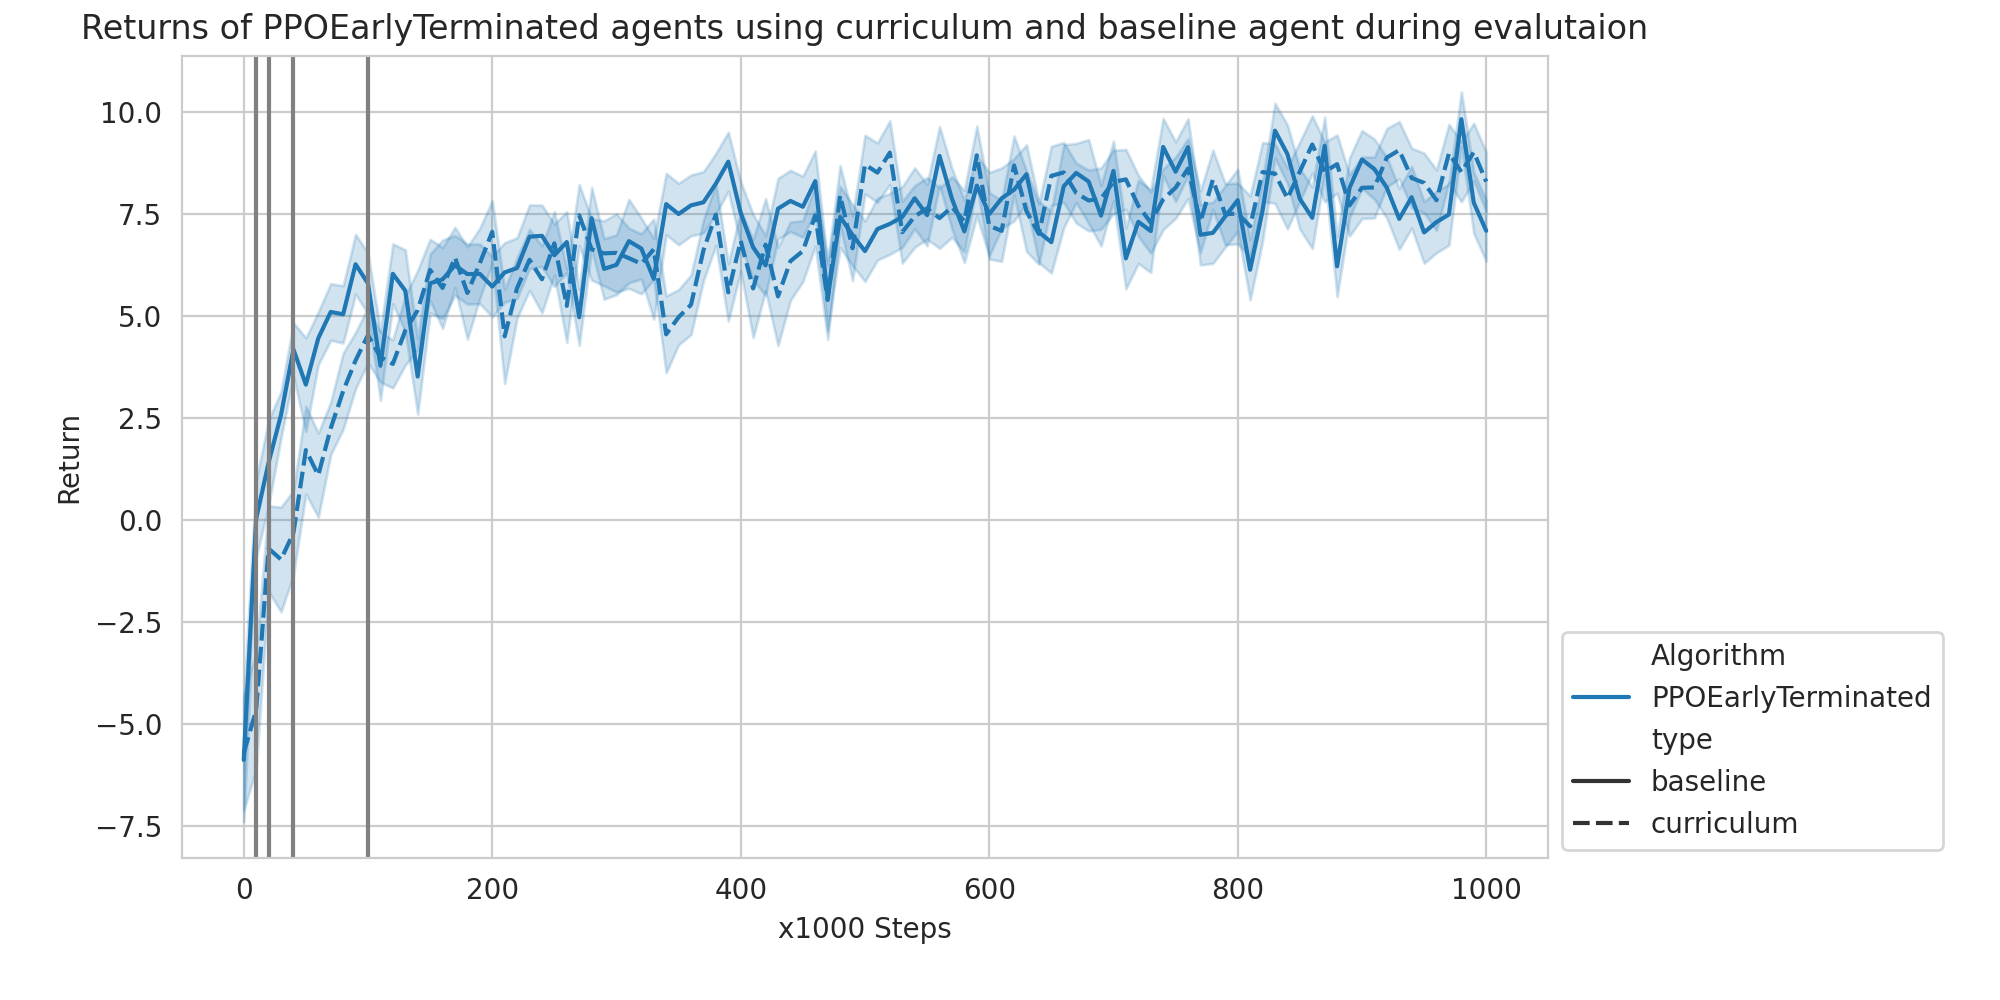 Returns of PPOEarlyTerminated agents using curriculum and baseline agent during evalutaion
10.0
7.5
5.0
2.5
0.0
−2.5
−5.0
−7.5
Return
0 200 400 600 800 1000
x1000 Steps
Algorithm
PPOEarlyTerminated
type
baseline
curriculum